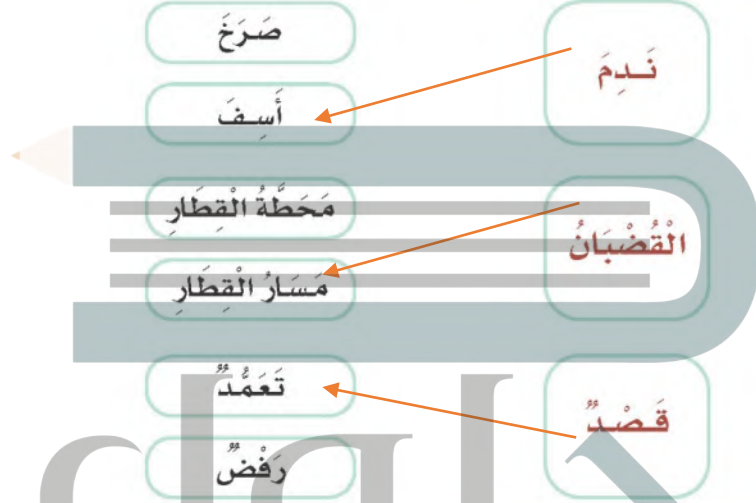 نَـدِمَ
صَرَخَ
أَسِـفَ
الْقُضْبَانُ
مَحَطَّةُ الْقِطَارِ
مَسَارُ الْقِطَارِ
قَـصْـدٌ
تَعَمُّدٌ
رَفْضٌ